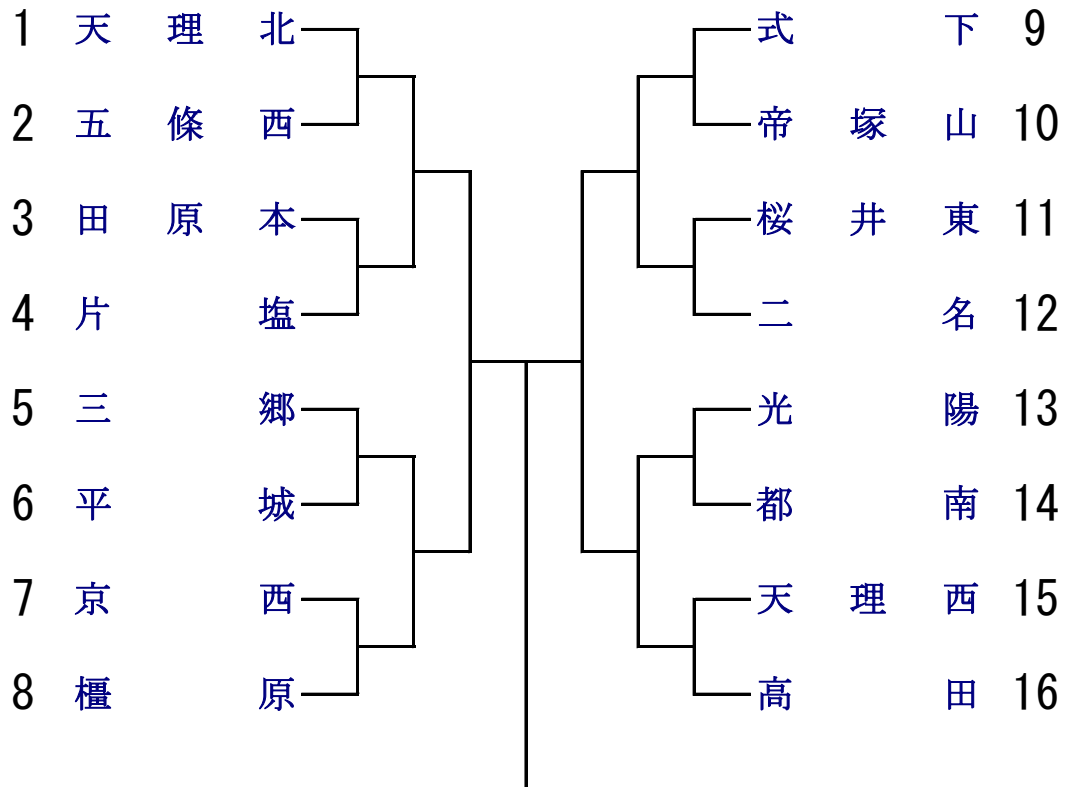 1 天理北
2 五條西
3 田原本
4 片塩
5 三郷
6 平城
7 京西
8 橿原
式下 9
帝塚山 10
桜井東 11
二名 12
光陽 13
都南 14
天理西 15
高田 16